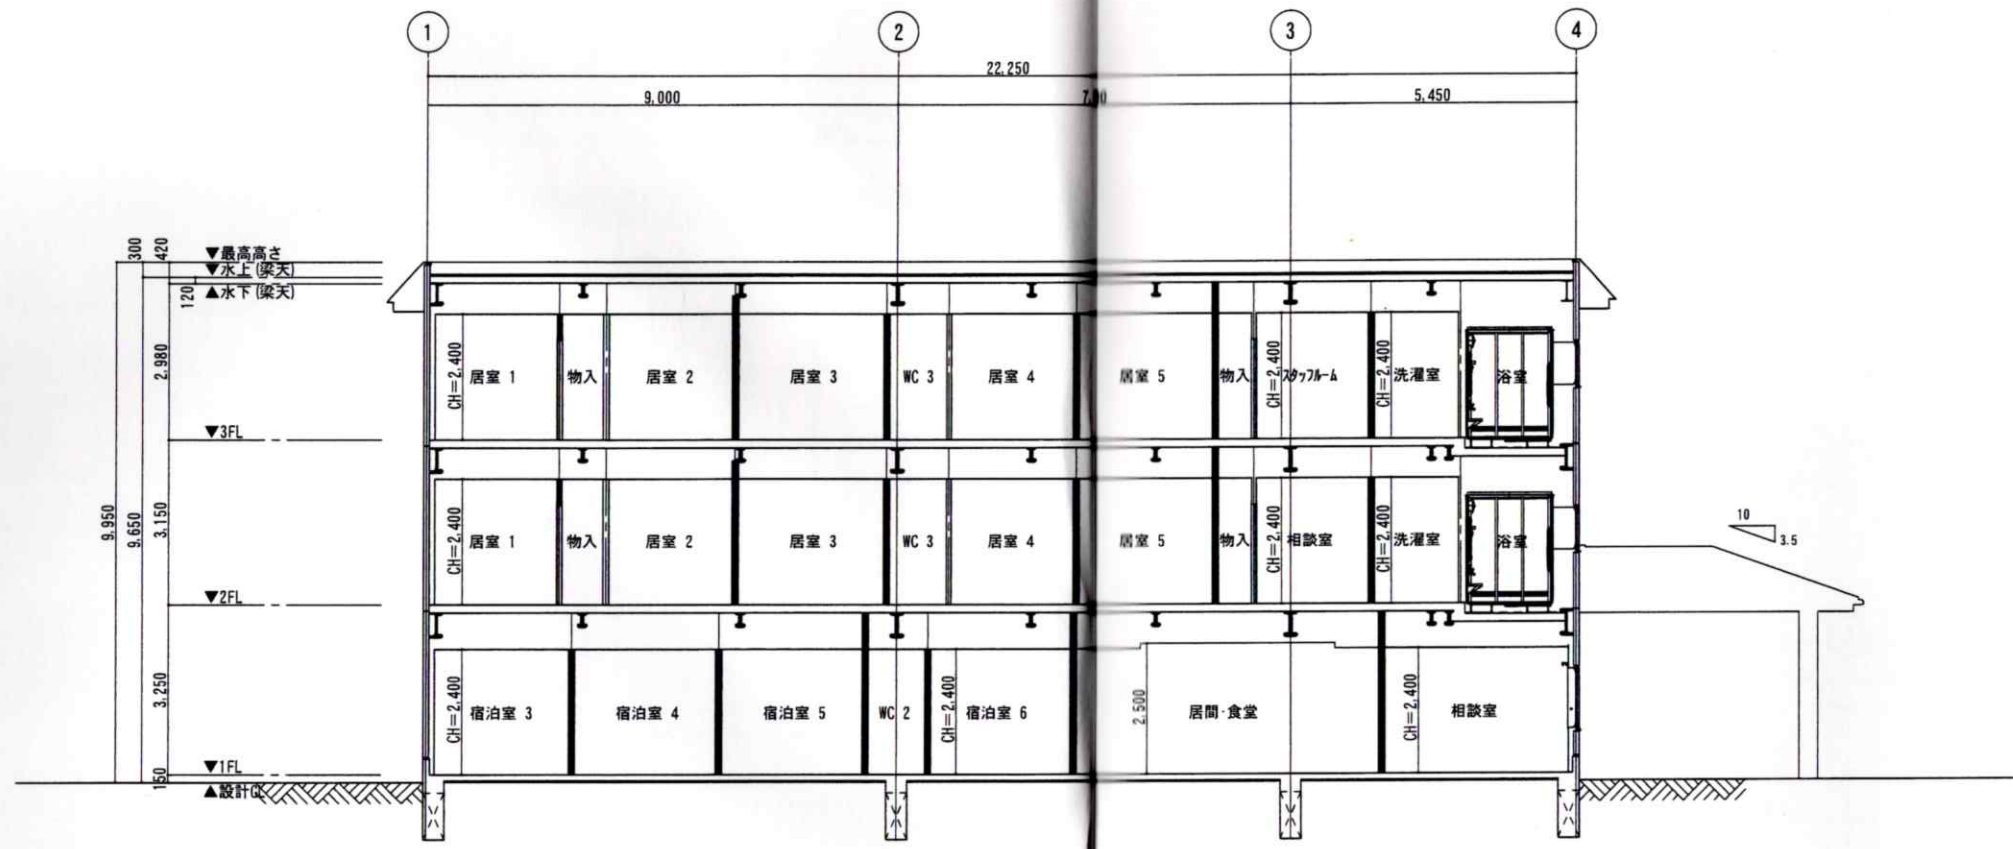 1 2 3 4
22,250
9,000 5,450
300 420
▼最高高さ
▼水上(梁天)
▲水下(梁天)
120
2,980
CH=2,400 居室 1 物入 居室 2 居室 3 WC 3 居室 4 居室 5 物入 CH=2,400 スタッフルーム CH=2,400 洗濯室 浴室
▼3FL
9,950 9,650 3,150
CH=2,400 居室 1 物入 居室 2 居室 3 WC 3 居室 4 居室 5 物入 CH=2,400 相談室 CH=2,400 洗濯室 浴室
10
3.5
▼2FL
3,250
CH=2,400 宿泊室 3 宿泊室 4 宿泊室 5 WC 2 CH=2,400 宿泊室 6 2,500 居間・食堂 CH=2,400 相談室
▼1FL
150
▲設計GL